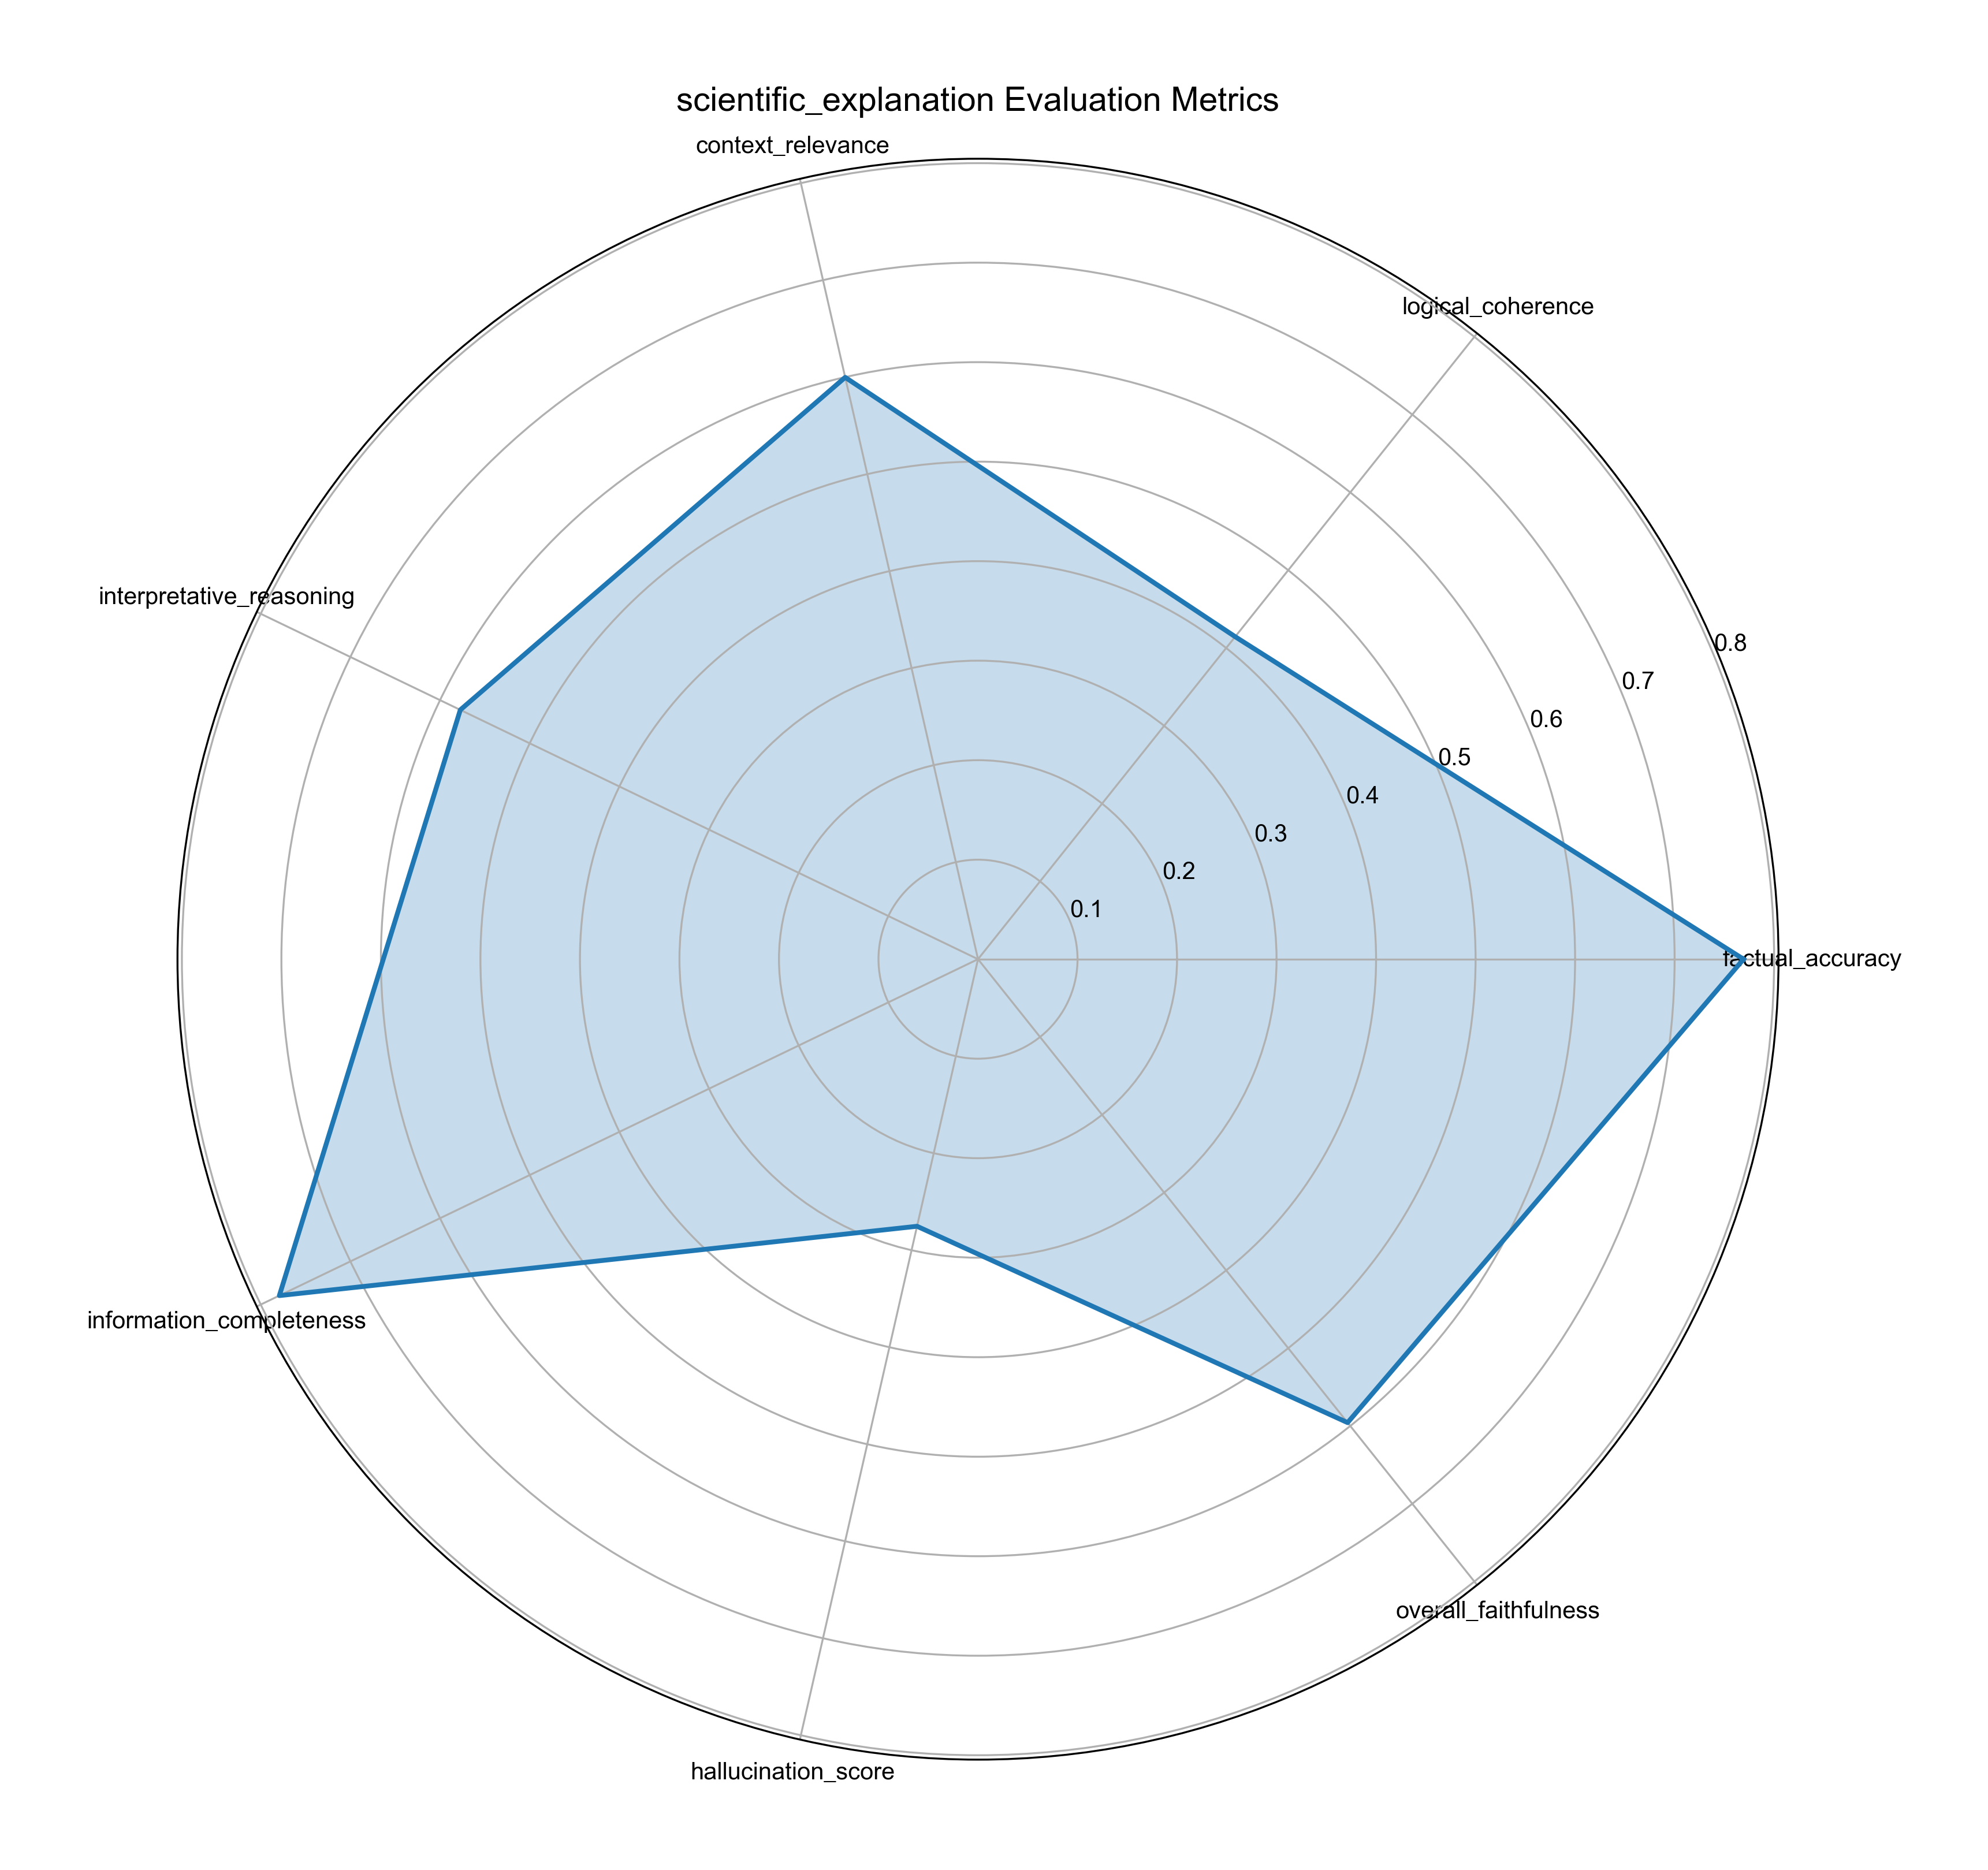 scientific_explanation Evaluation Metrics
context_relevance
logical_coherence
interpretative_reasoning
0.8
0.7
0.6
0.5
0.4
0.3
0.2
0.1
factual_accuracy
information_completeness
overall_faithfulness
hallucination_score